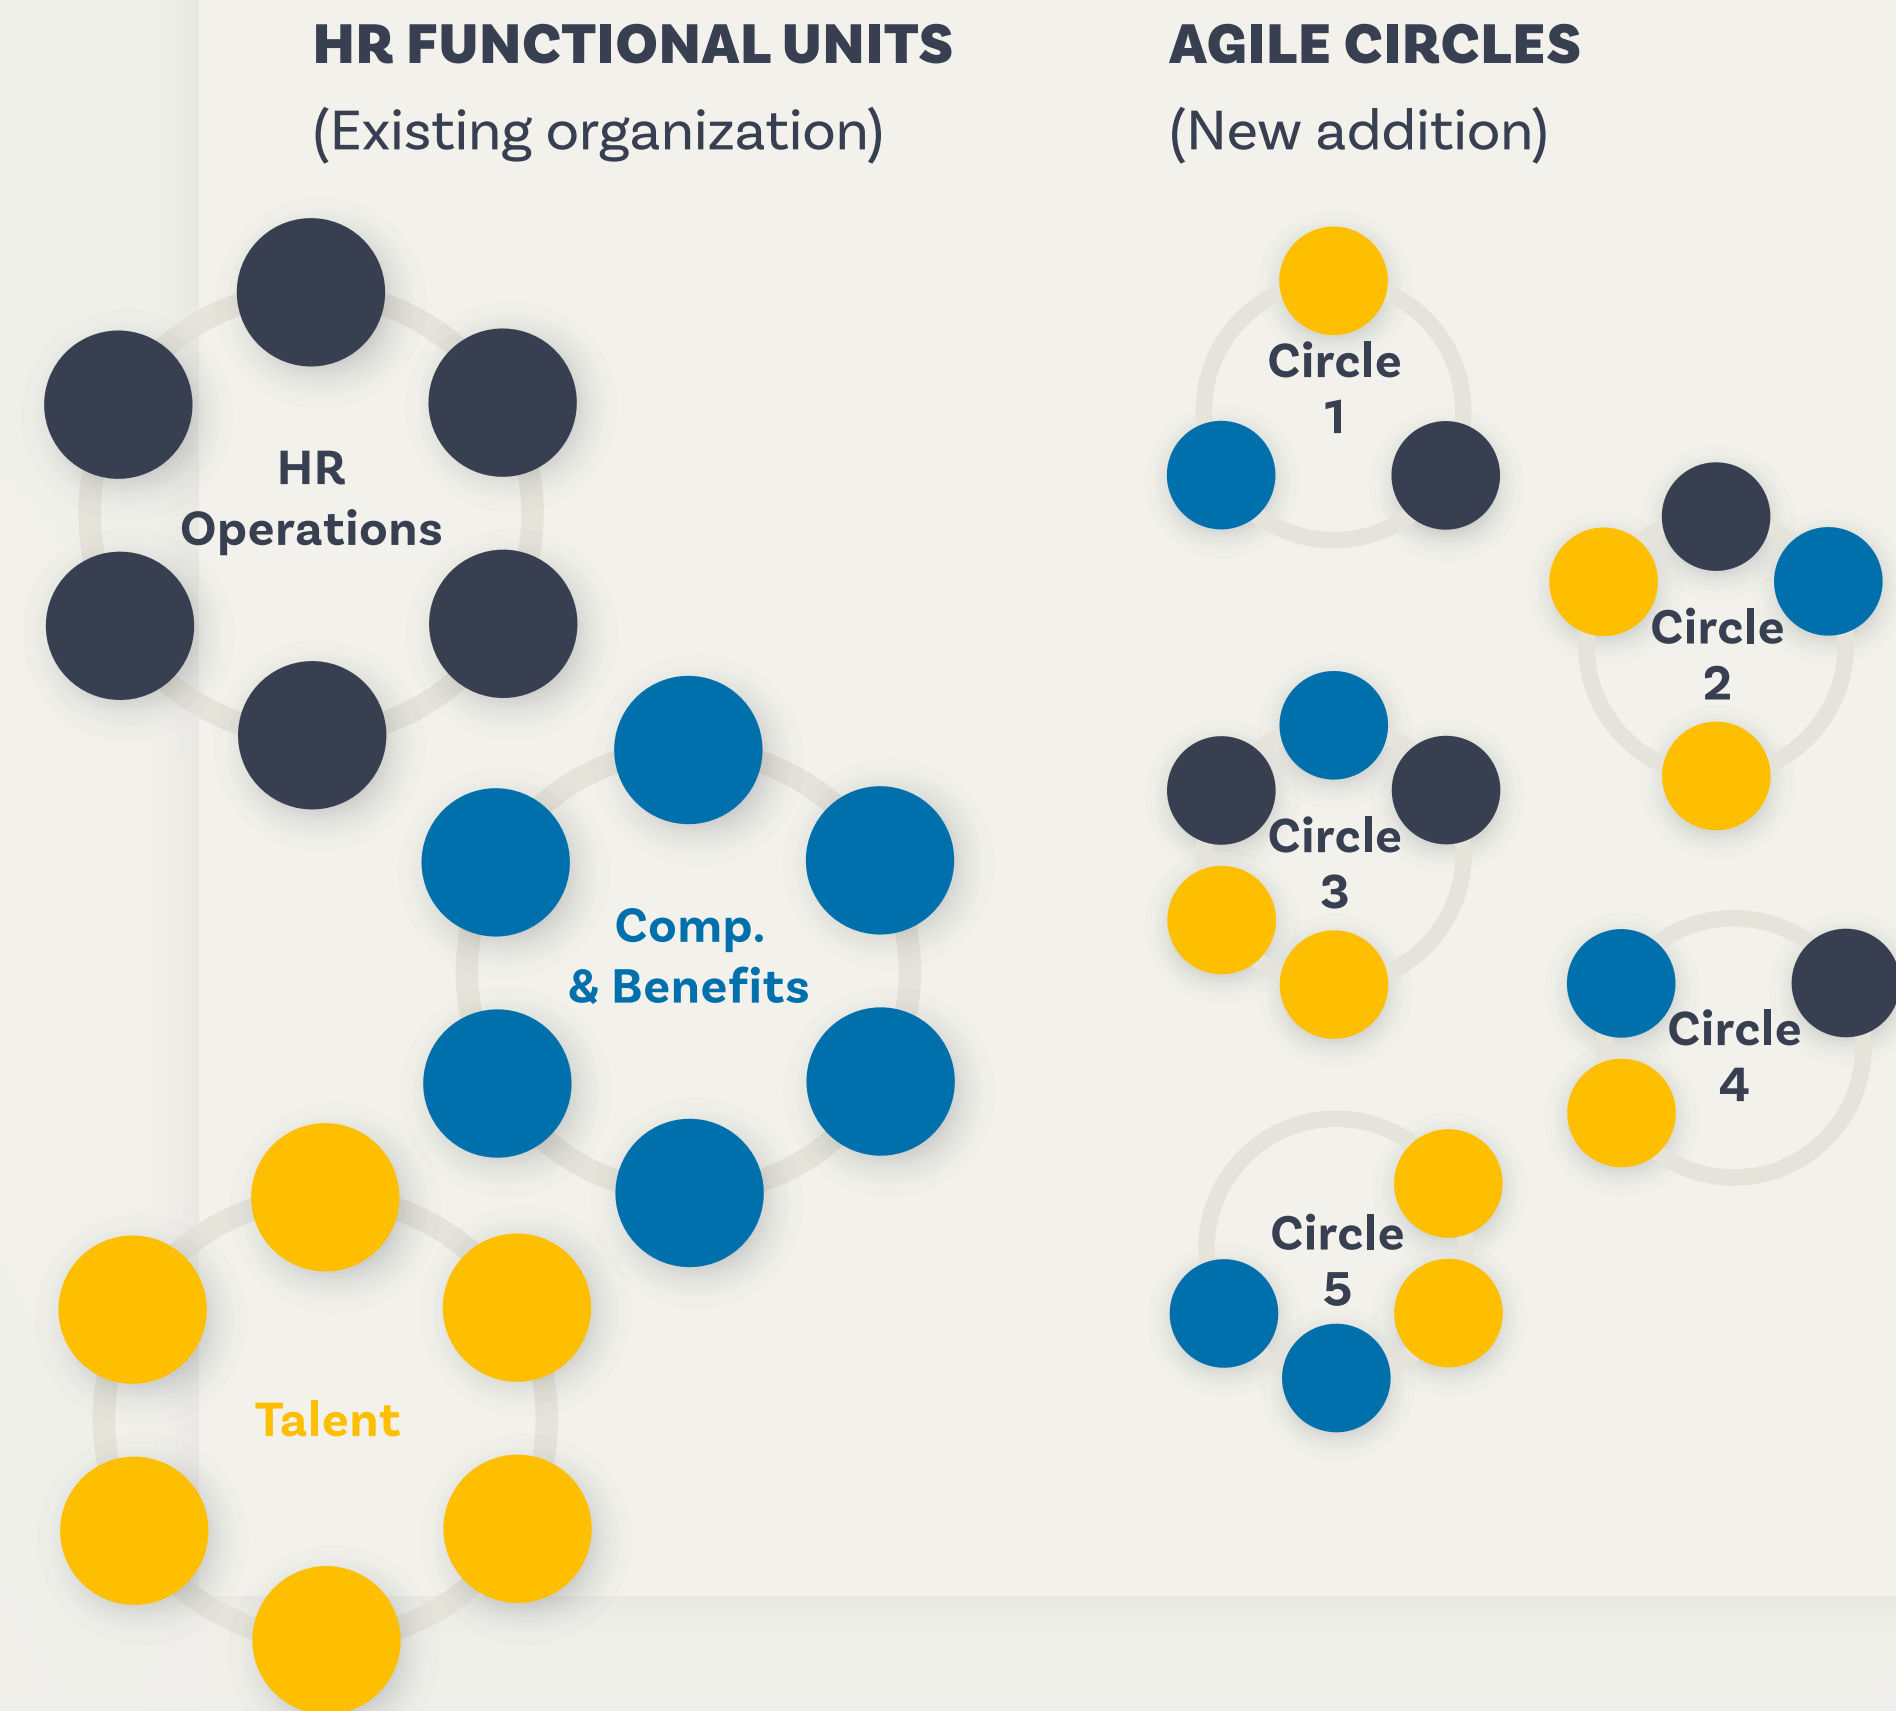 HR FUNCTIONAL UNITS
(Existing organization)
AGILE CIRCLES
(New addition)
HR
Operations
Comp.
& Benefits
Talent
Circle
1
Circle
2
Circle
3
Circle
4
Circle
5